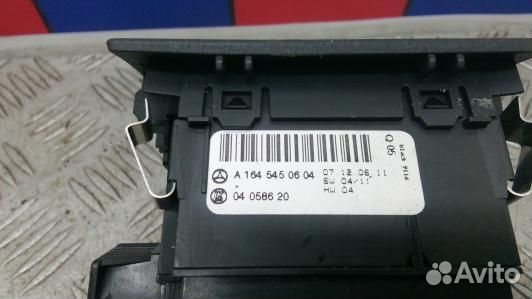 A 164 545 06 04
07.12.06.11
SW 04/11
HW 04
04 0586 20
Q 05
black 9116
Avito